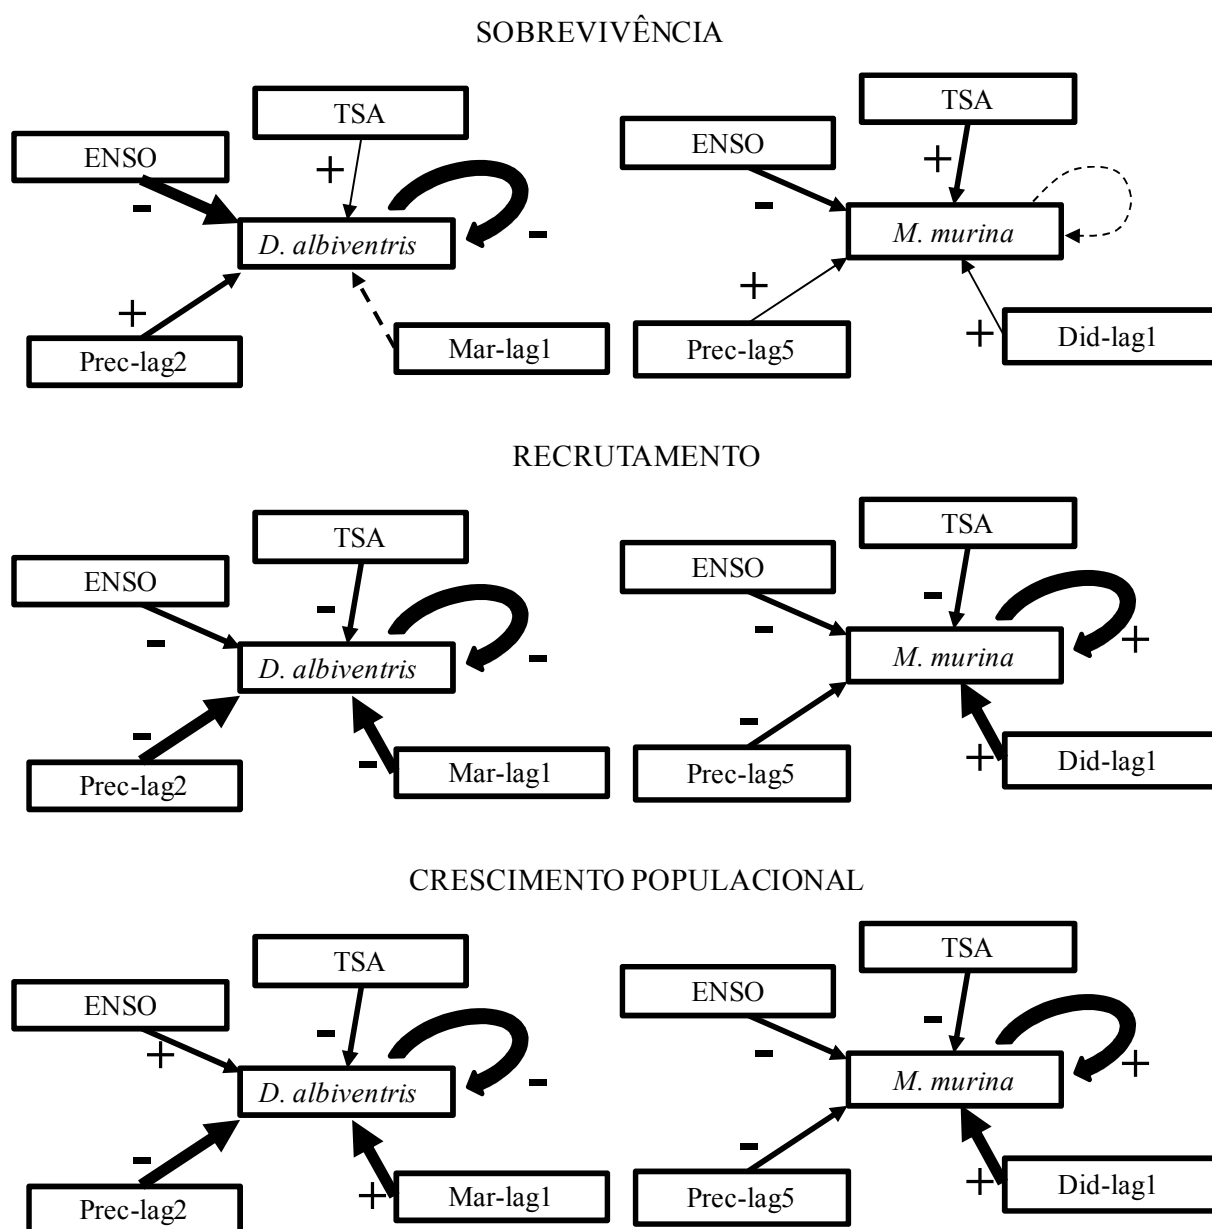 SOBREVIVÊNCIA
TSA
ENSO
+
-
D. albiventris
-
+
Prec-lag2
Mar-lag1
TSA
ENSO
+
-
M. murina
+
Prec-lag5
+
Did-lag1
RECRUTAMENTO
TSA
ENSO
-
-
D. albiventris
-
-
Prec-lag2
-
Mar-lag1
TSA
ENSO
-
-
M. murina
+
-
Prec-lag5
+
Did-lag1
CRESCIMENTO POPULACIONAL
TSA
ENSO
-
+
D. albiventris
-
-
Prec-lag2
+
Mar-lag1
TSA
ENSO
-
-
M. murina
+
-
Prec-lag5
+
Did-lag1